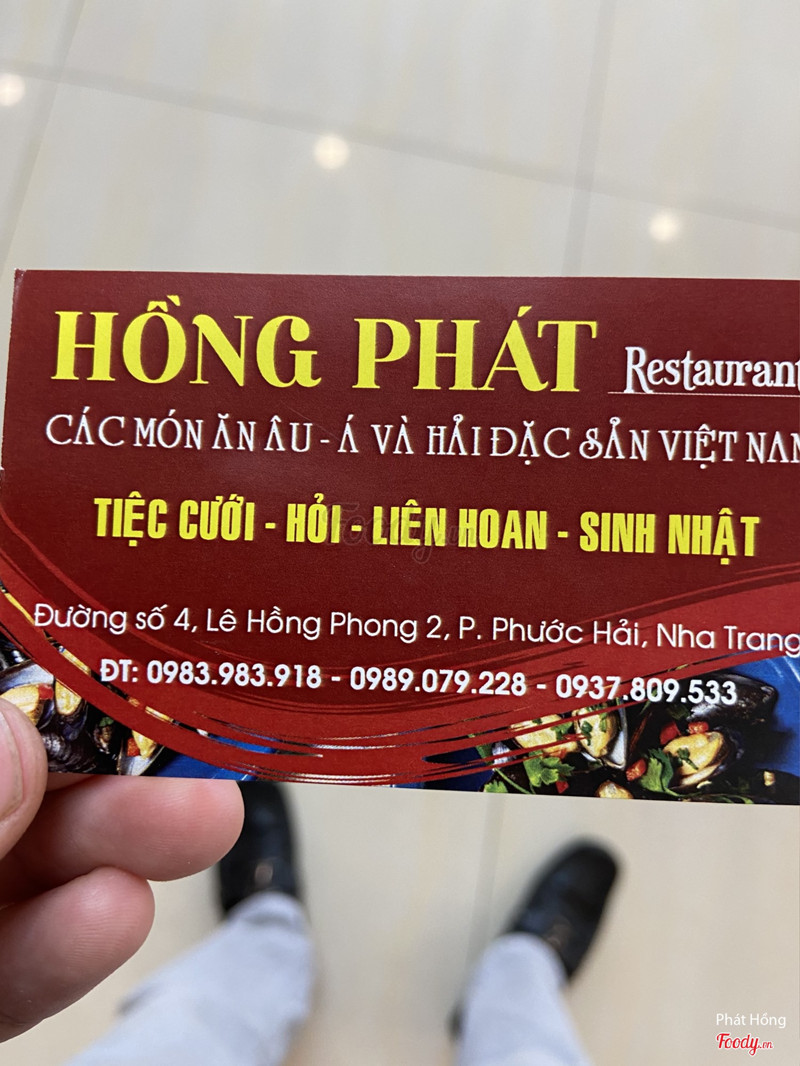 HỒNG PHÁT Restaurant
CÁC MÓN ĂN ÂU - Á VÀ HẢI ĐẶC SẢN VIỆT NAM
TIỆC CƯỚI - HỎI - LIÊN HOAN - SINH NHẬT
Đường số 4, Lê Hồng Phong 2, P. Phước Hải, Nha Trang
ĐT: 0983.983.918 - 0989.079.228 - 0937.809.533
Foody.vn
Phát Hồng
Foody.vn